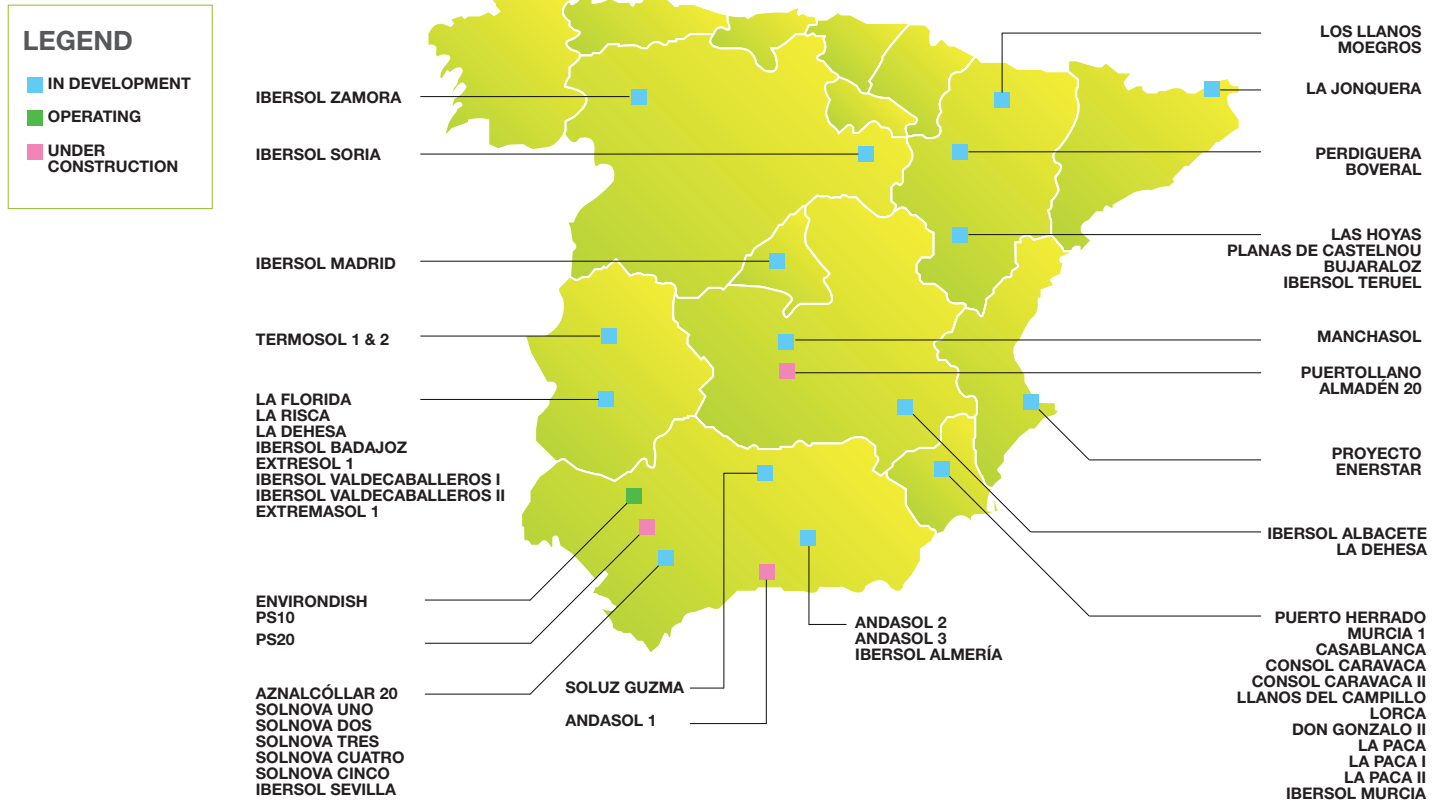 LEGEND
IN DEVELOPMENT
OPERATING
UNDER
CONSTRUCTION
IBERSOL ZAMORA
IBERSOL SORIA
IBERSOL MADRID
TERMOSOL 1 & 2
LA FLORIDA
LA RISCA
LA DEHESA
IBERSOL BADAJOZ
EXTRESOL 1
IBERSOL VALDECABALLEROS I
IBERSOL VALDECABALLEROS II
EXTREMASOL 1
ENVIRONDISH
PS10
PS20
AZNALCÓLLAR 20
SOLNOVA UNO
SOLNOVA DOS
SOLNOVA TRES
SOLNOVA CUATRO
SOLNOVA CINCO
IBERSOL SEVILLA
SOLUZ GUZMA
ANDASOL 1
ANDASOL 2
ANDASOL 3
IBERSOL ALMERÍA
LOS LLANOS
MOEGROS
LA JONQUERA
PERDIGUERA
BOVERAL
LAS HOYAS
PLANAS DE CASTELNOU
BUJARALOZ
IBERSOL TERUEL
MANCHASOL
PUERTOLLANO
ALMADÉN 20
PROYECTO
ENERSTAR
IBERSOL ALBACETE
LA DEHESA
PUERTO HERRADO
MURCIA 1
CASABLANCA
CONSOL CARAVACA
CONSOL CARAVACA II
LLANOS DEL CAMPILLO
LORCA
DON GONZALO II
LA PACA
LA PACA I
LA PACA II
IBERSOL MURCIA